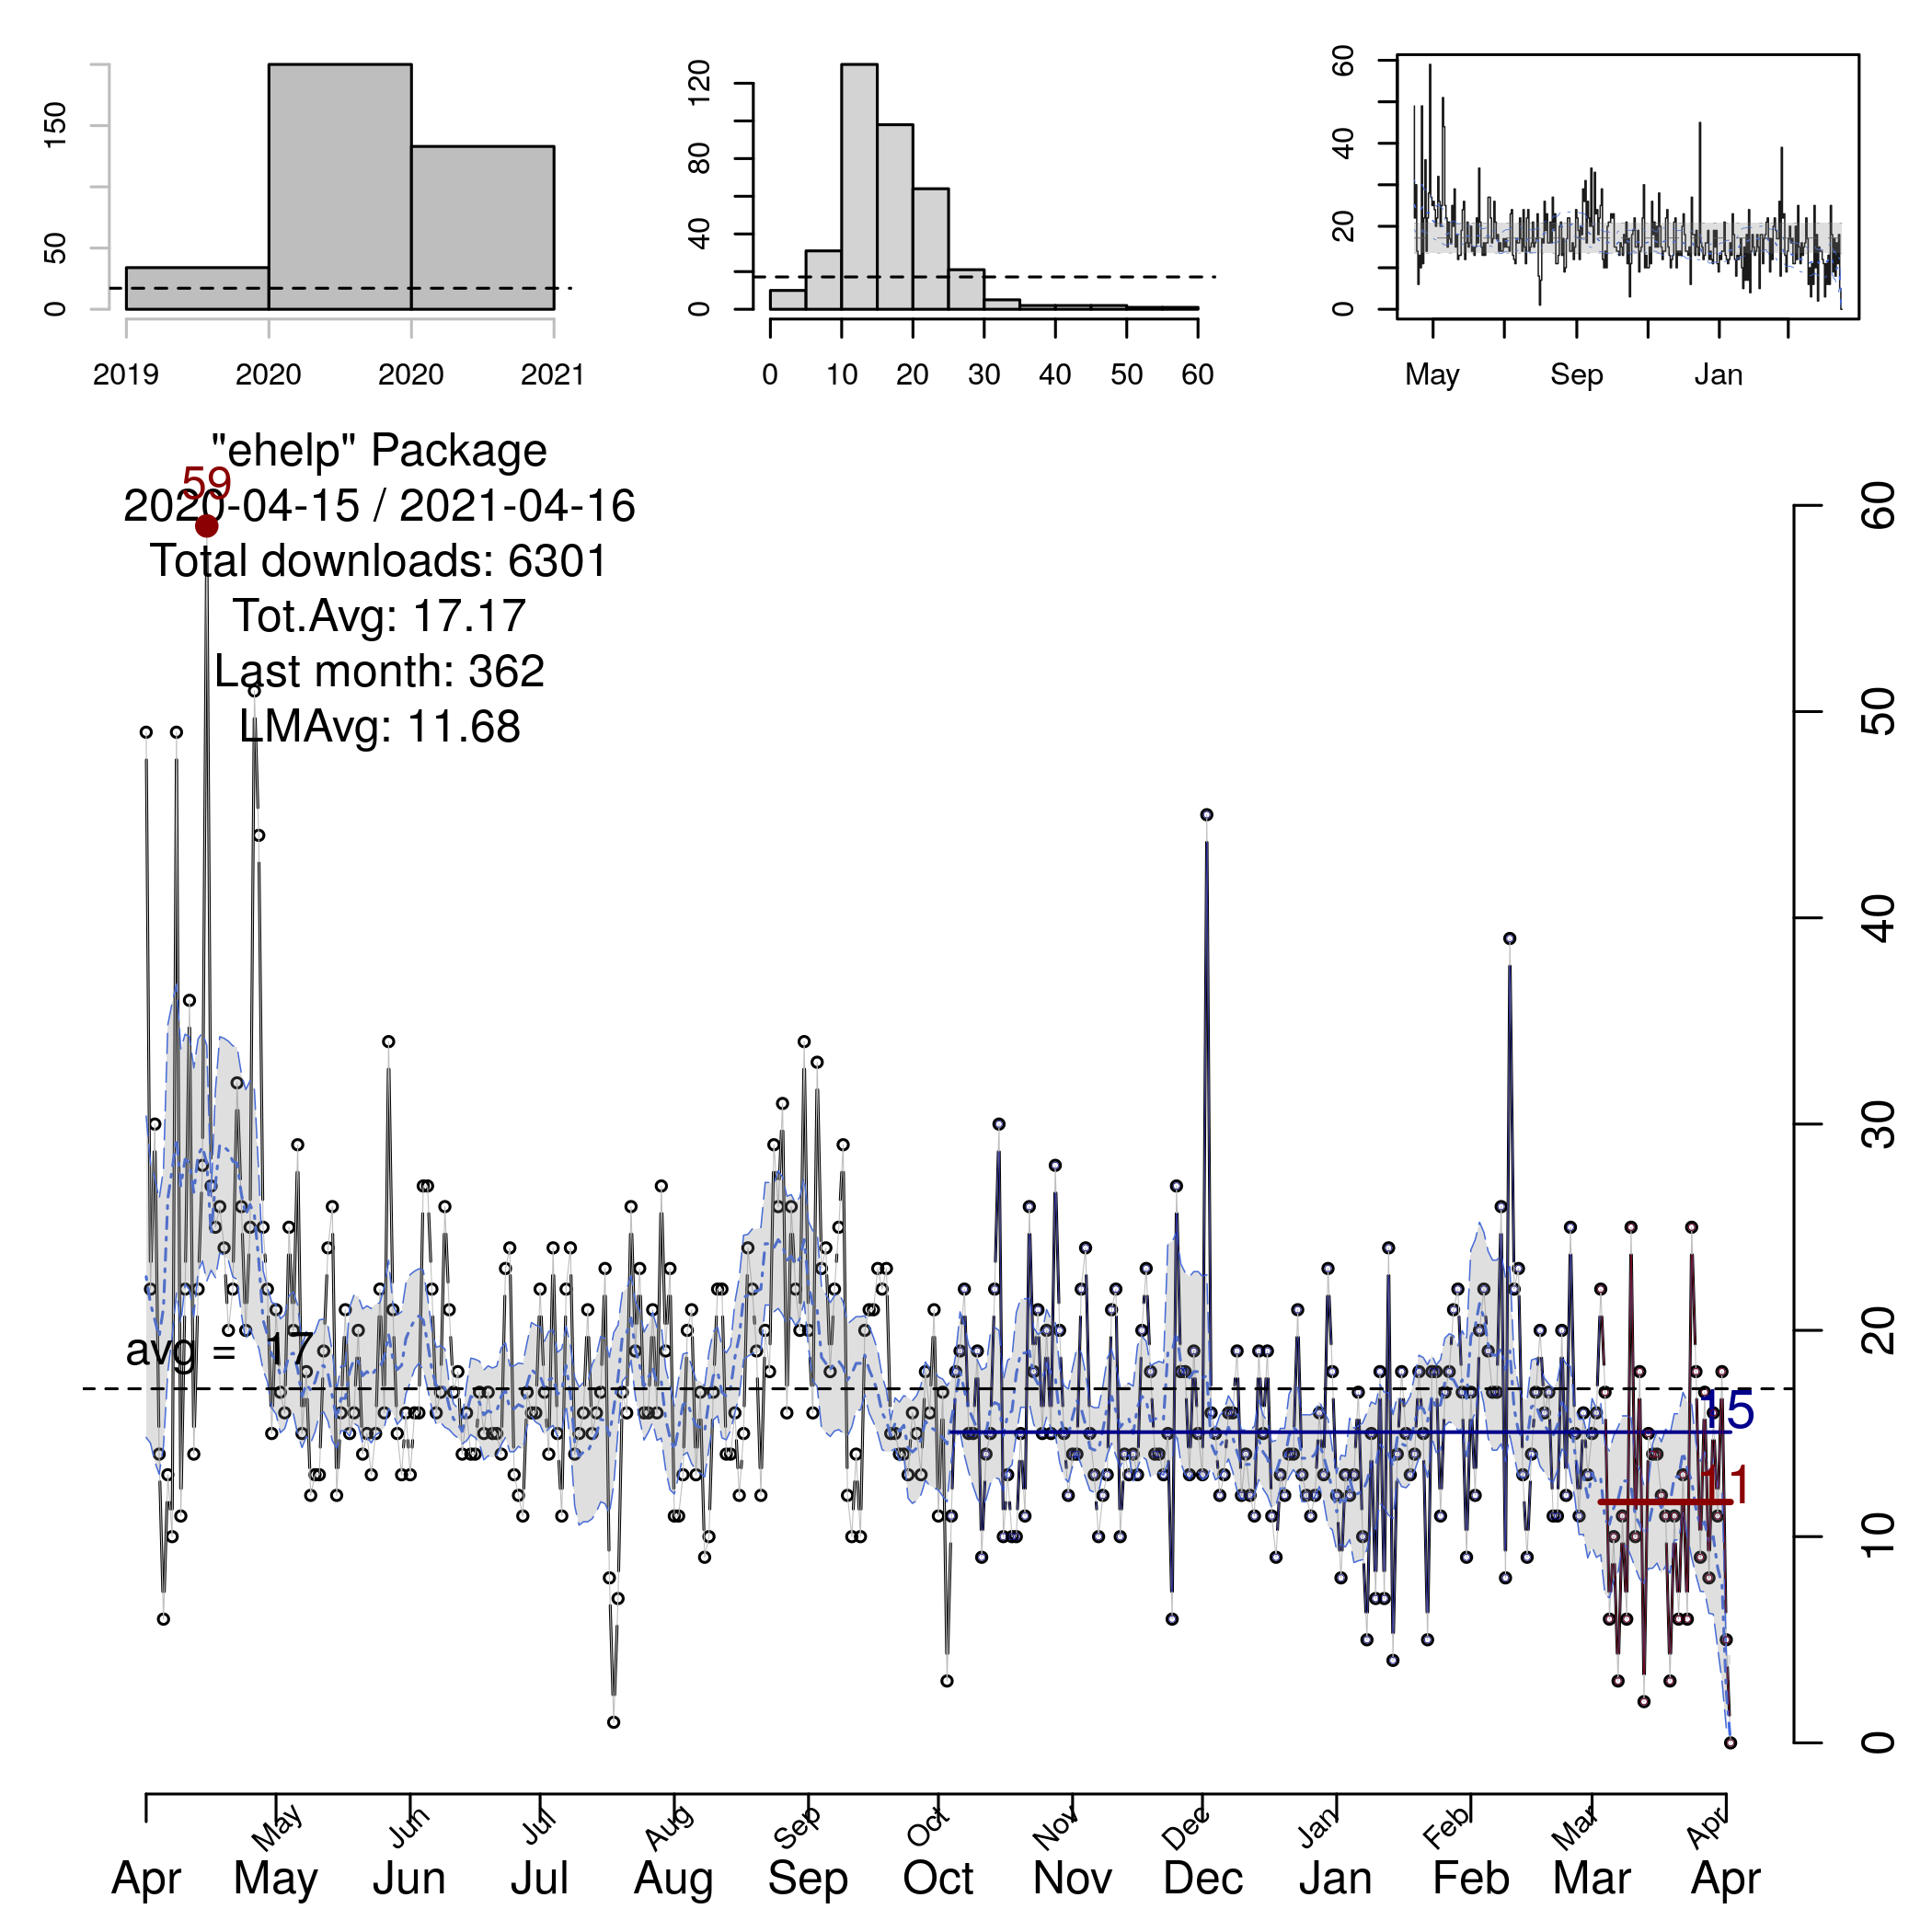 0 50 150
2019 2020 2020 2021
0 40 80 120
0 10 20 30 40 50 60
0 20 40 60
May Sep Jan
"ehelp" Package
59
2020-04-15 / 2021-04-16
Total downloads: 6301
Tot.Avg: 17.17
Last month: 362
LMAvg: 11.68
avg = 17
15
11
0 10 20 30 40 50 60
May Jun Jul Aug Sep Oct Nov Dec Jan Feb Mar Apr
Apr May Jun Jul Aug Sep Oct Nov Dec Jan Feb Mar Apr